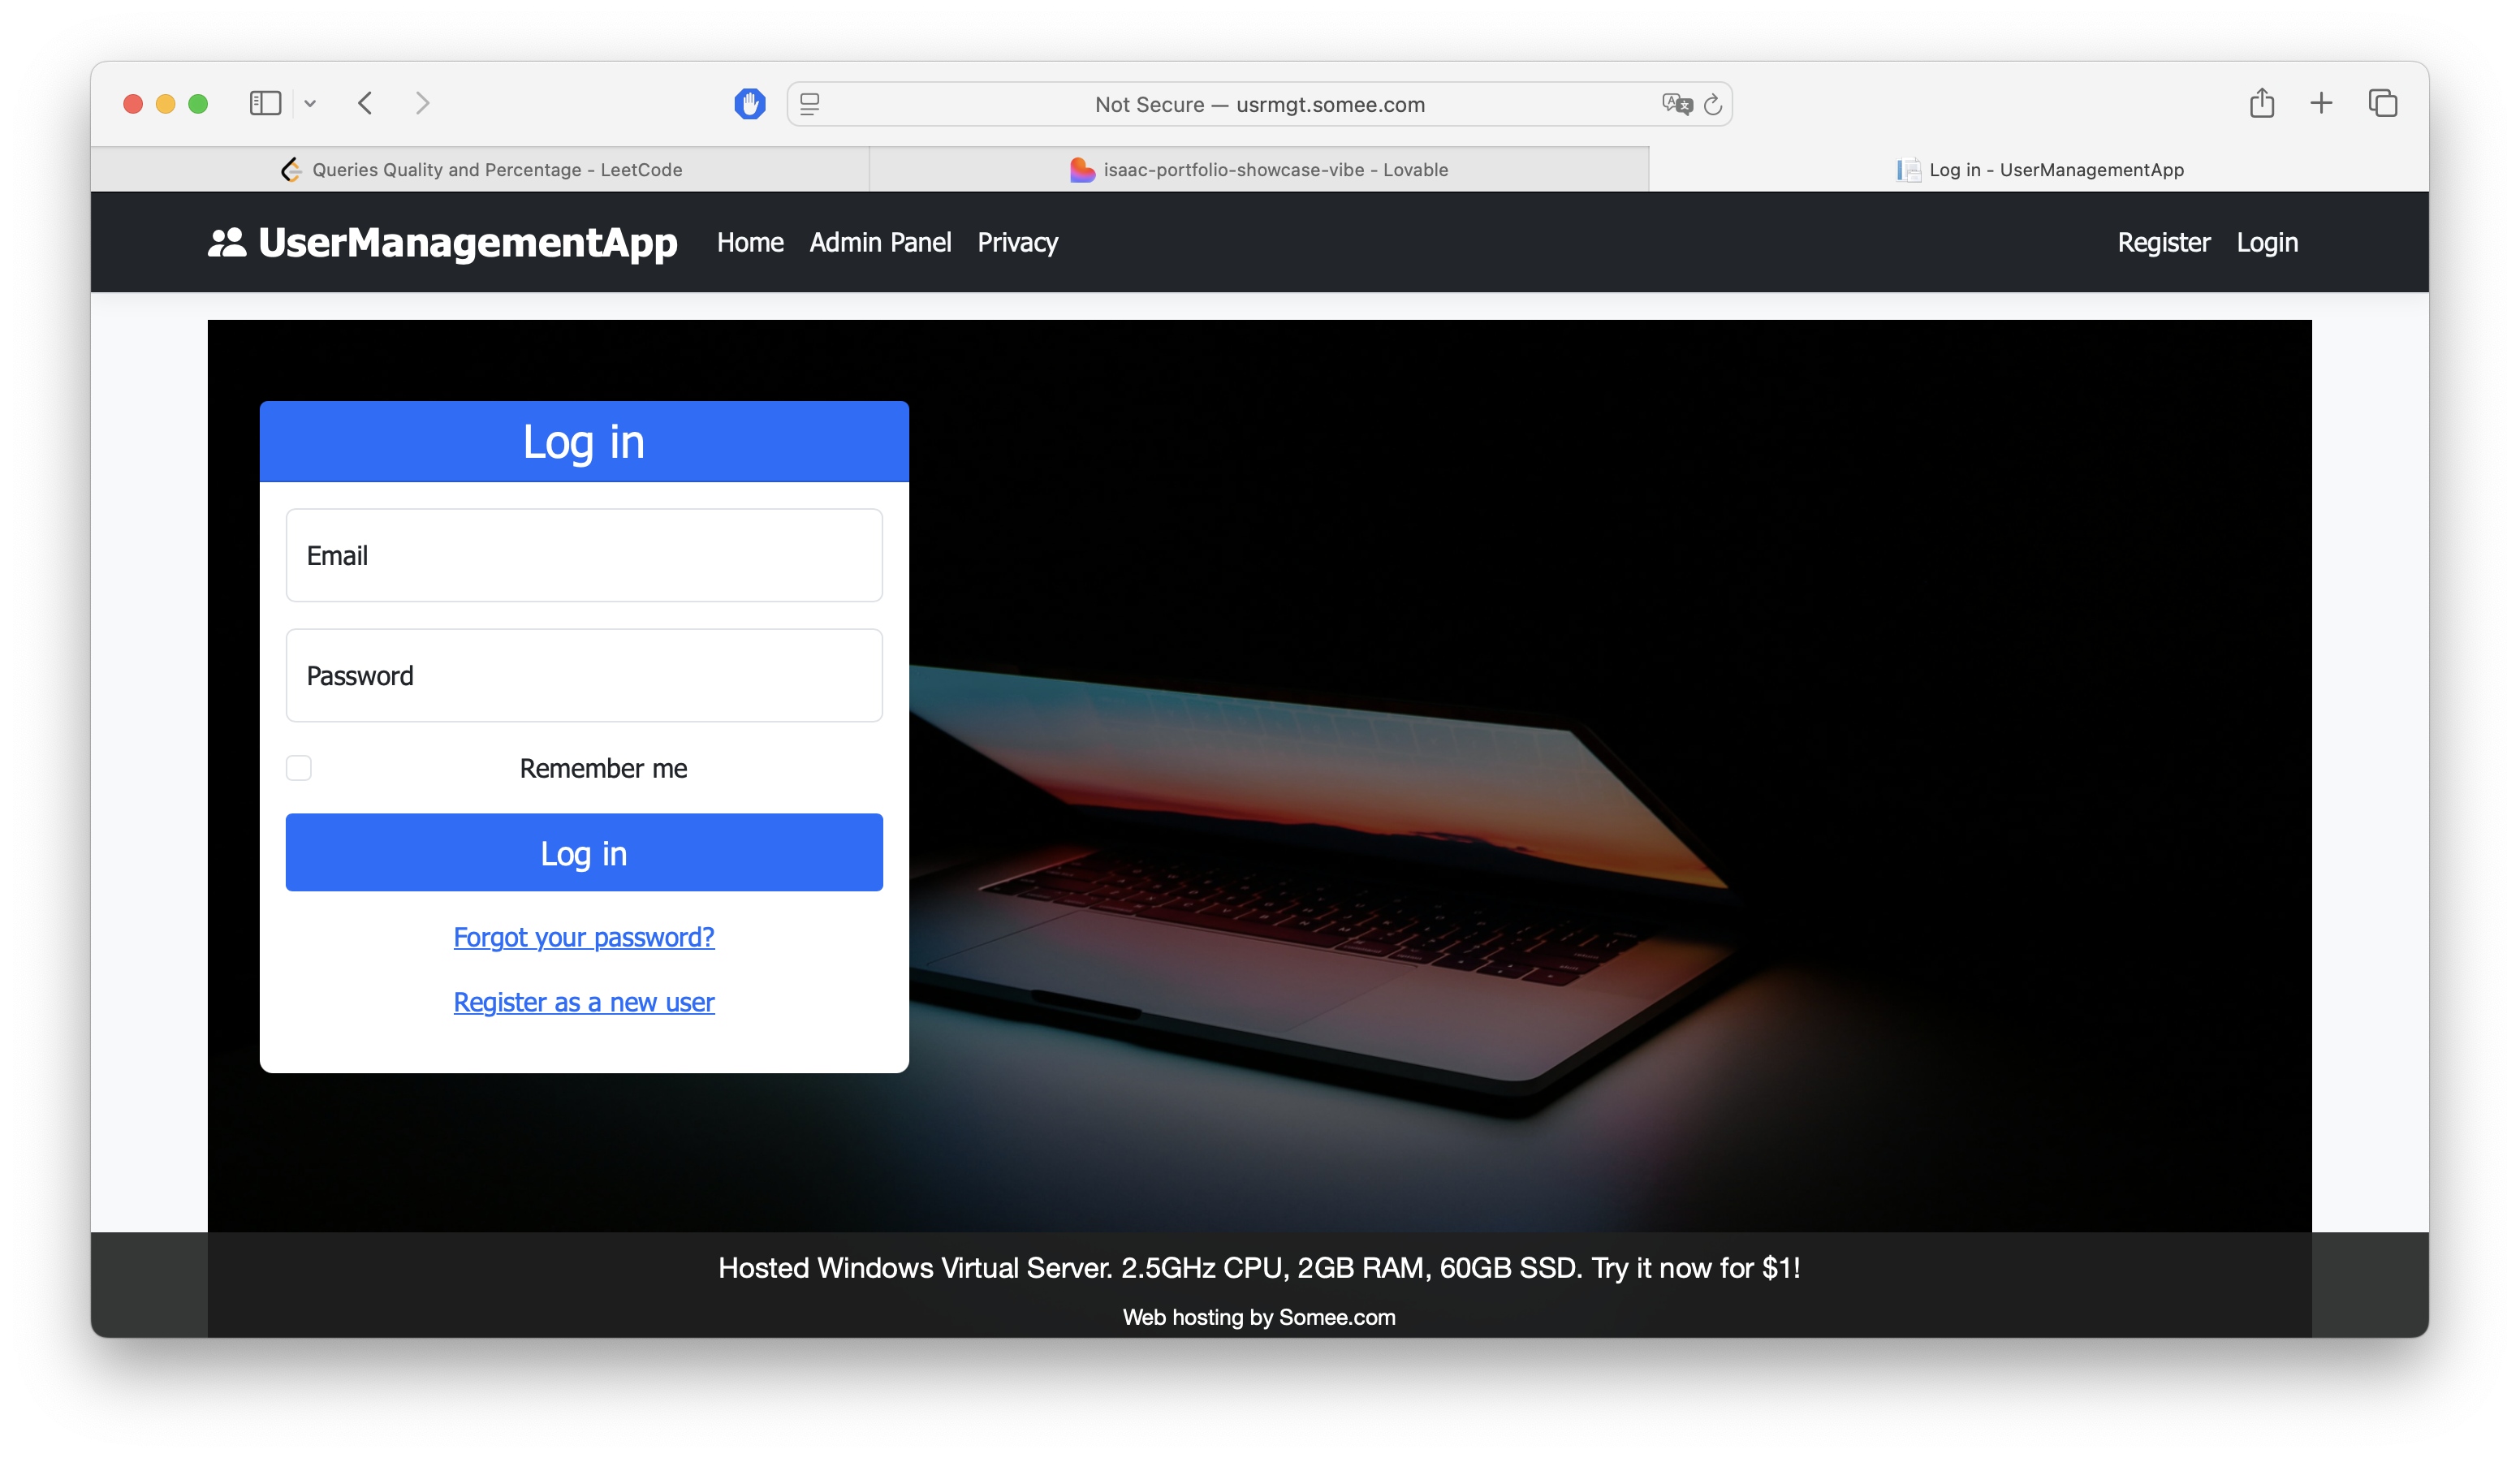 Not Secure — usrmgt.somee.com
Queries Quality and Percentage - LeetCode
isaac-portfolio-showcase-vibe - Lovable
Log in - UserManagementApp
UserManagementApp Home Admin Panel Privacy Register Login
Log in
Email
Password
Remember me
Log in
Forgot your password?
Register as a new user
Hosted Windows Virtual Server. 2.5GHz CPU, 2GB RAM, 60GB SSD. Try it now for $1!
Web hosting by Somee.com